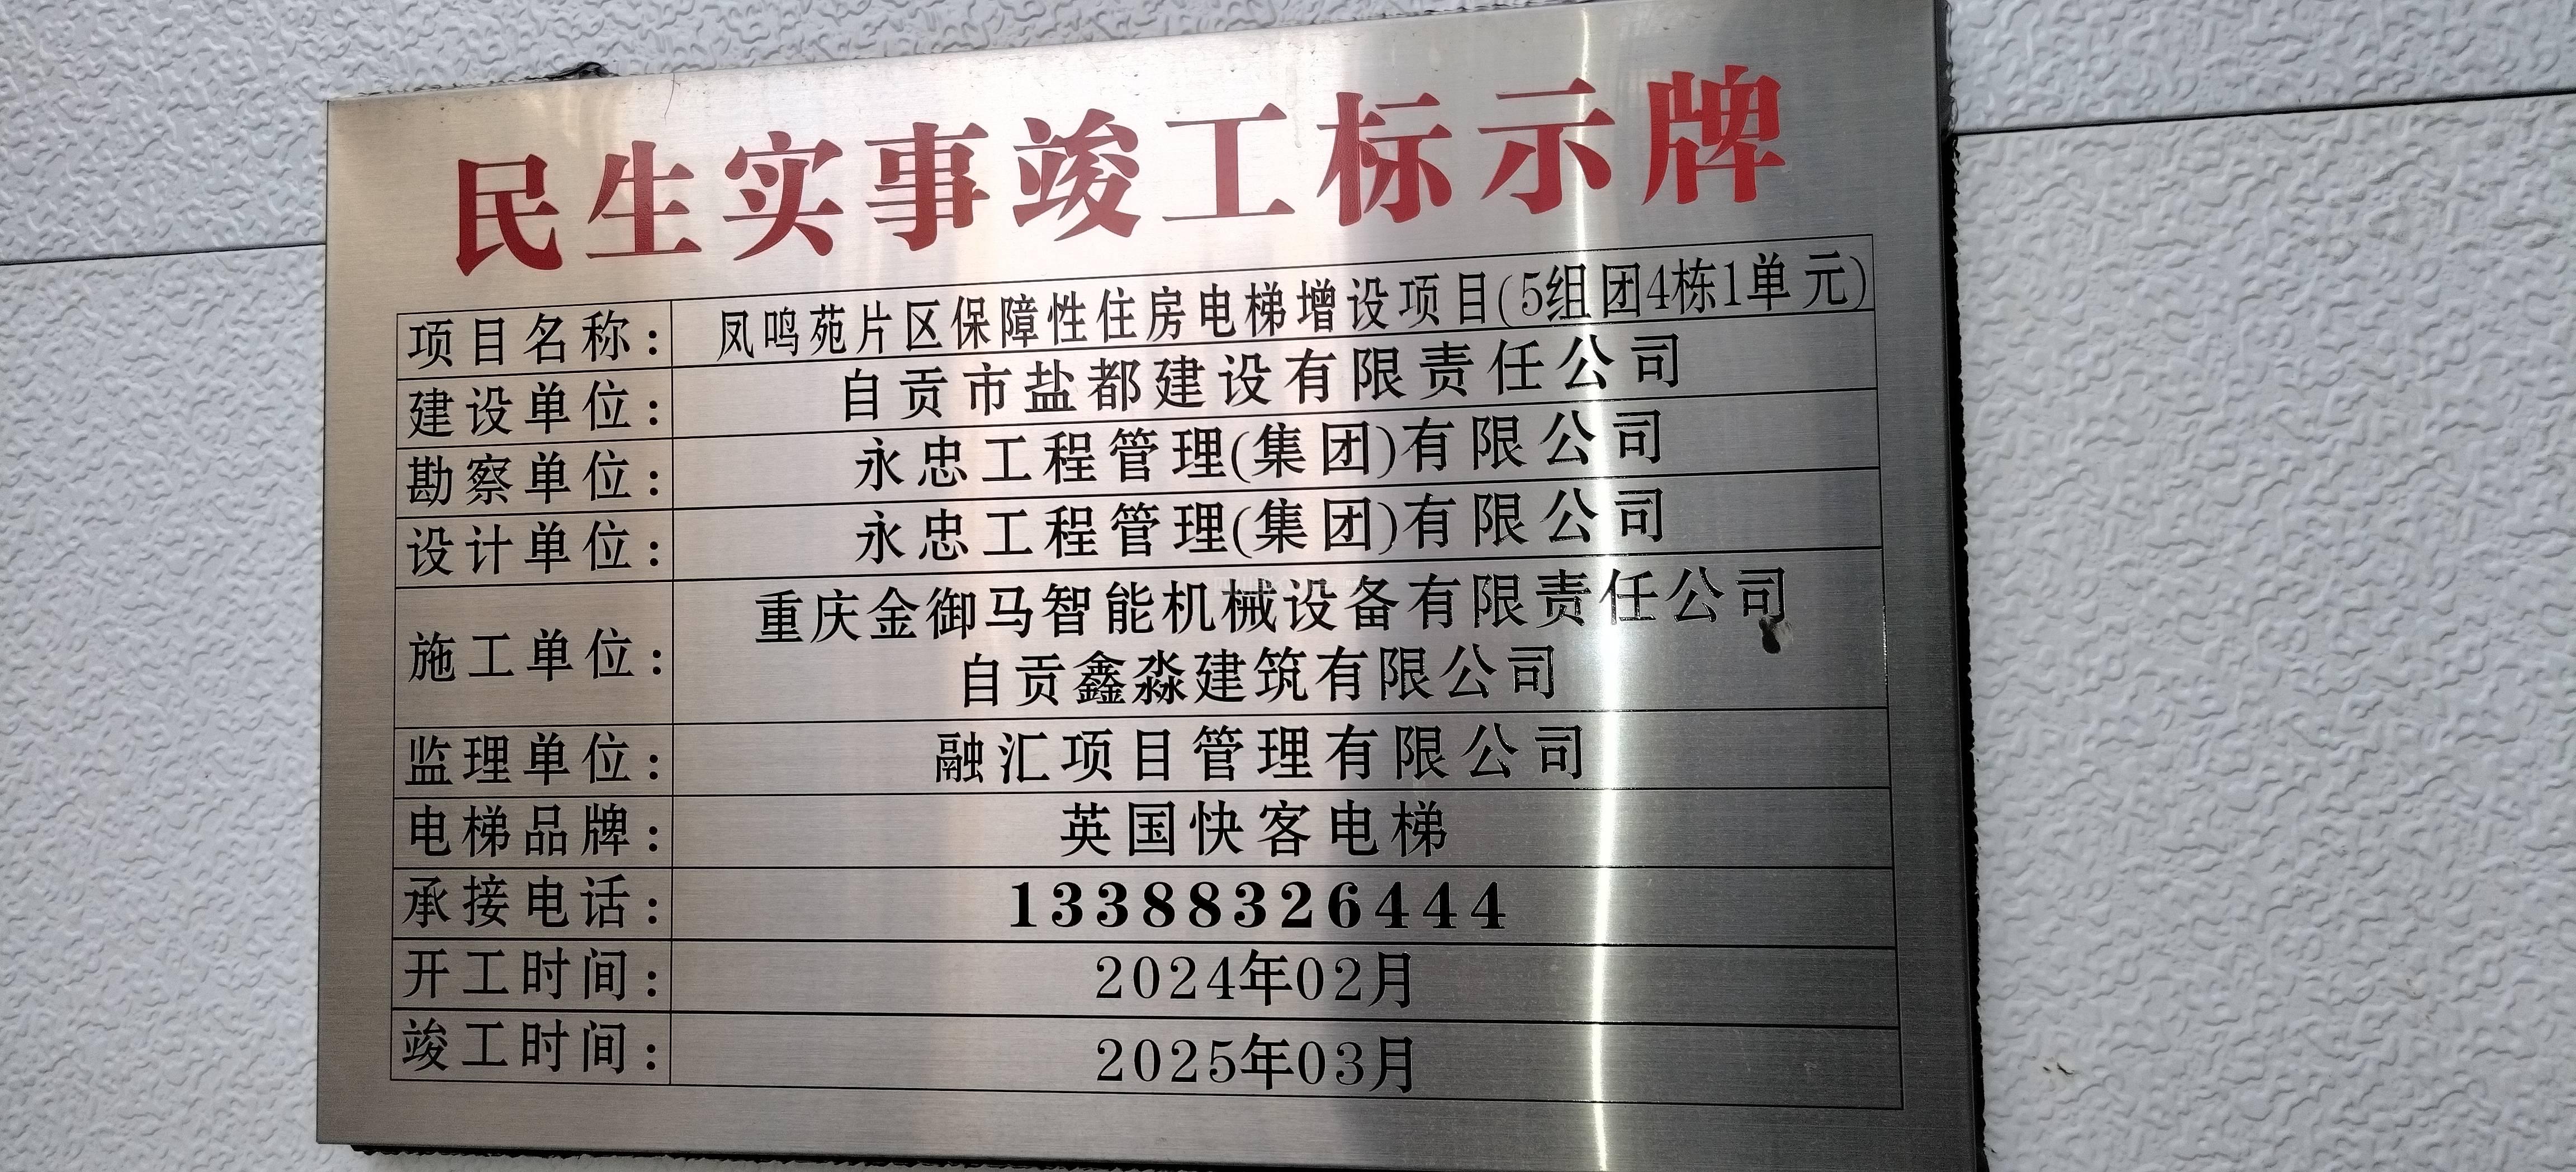 民生实事竣工标示牌
项目名称: 凤鸣苑片区保障性住房电梯增设项目(5组团4栋1单元)
建设单位: 自贡市盐都建设有限责任公司
勘察单位: 永忠工程管理(集团)有限公司
设计单位: 永忠工程管理(集团)有限公司
施工单位: 重庆金御马智能机械设备有限责任公司
自贡鑫淼建筑有限公司
监理单位: 融汇项目管理有限公司
电梯品牌: 英国快客电梯
承接电话: 13388326444
开工时间: 2024年02月
竣工时间: 2025年03月